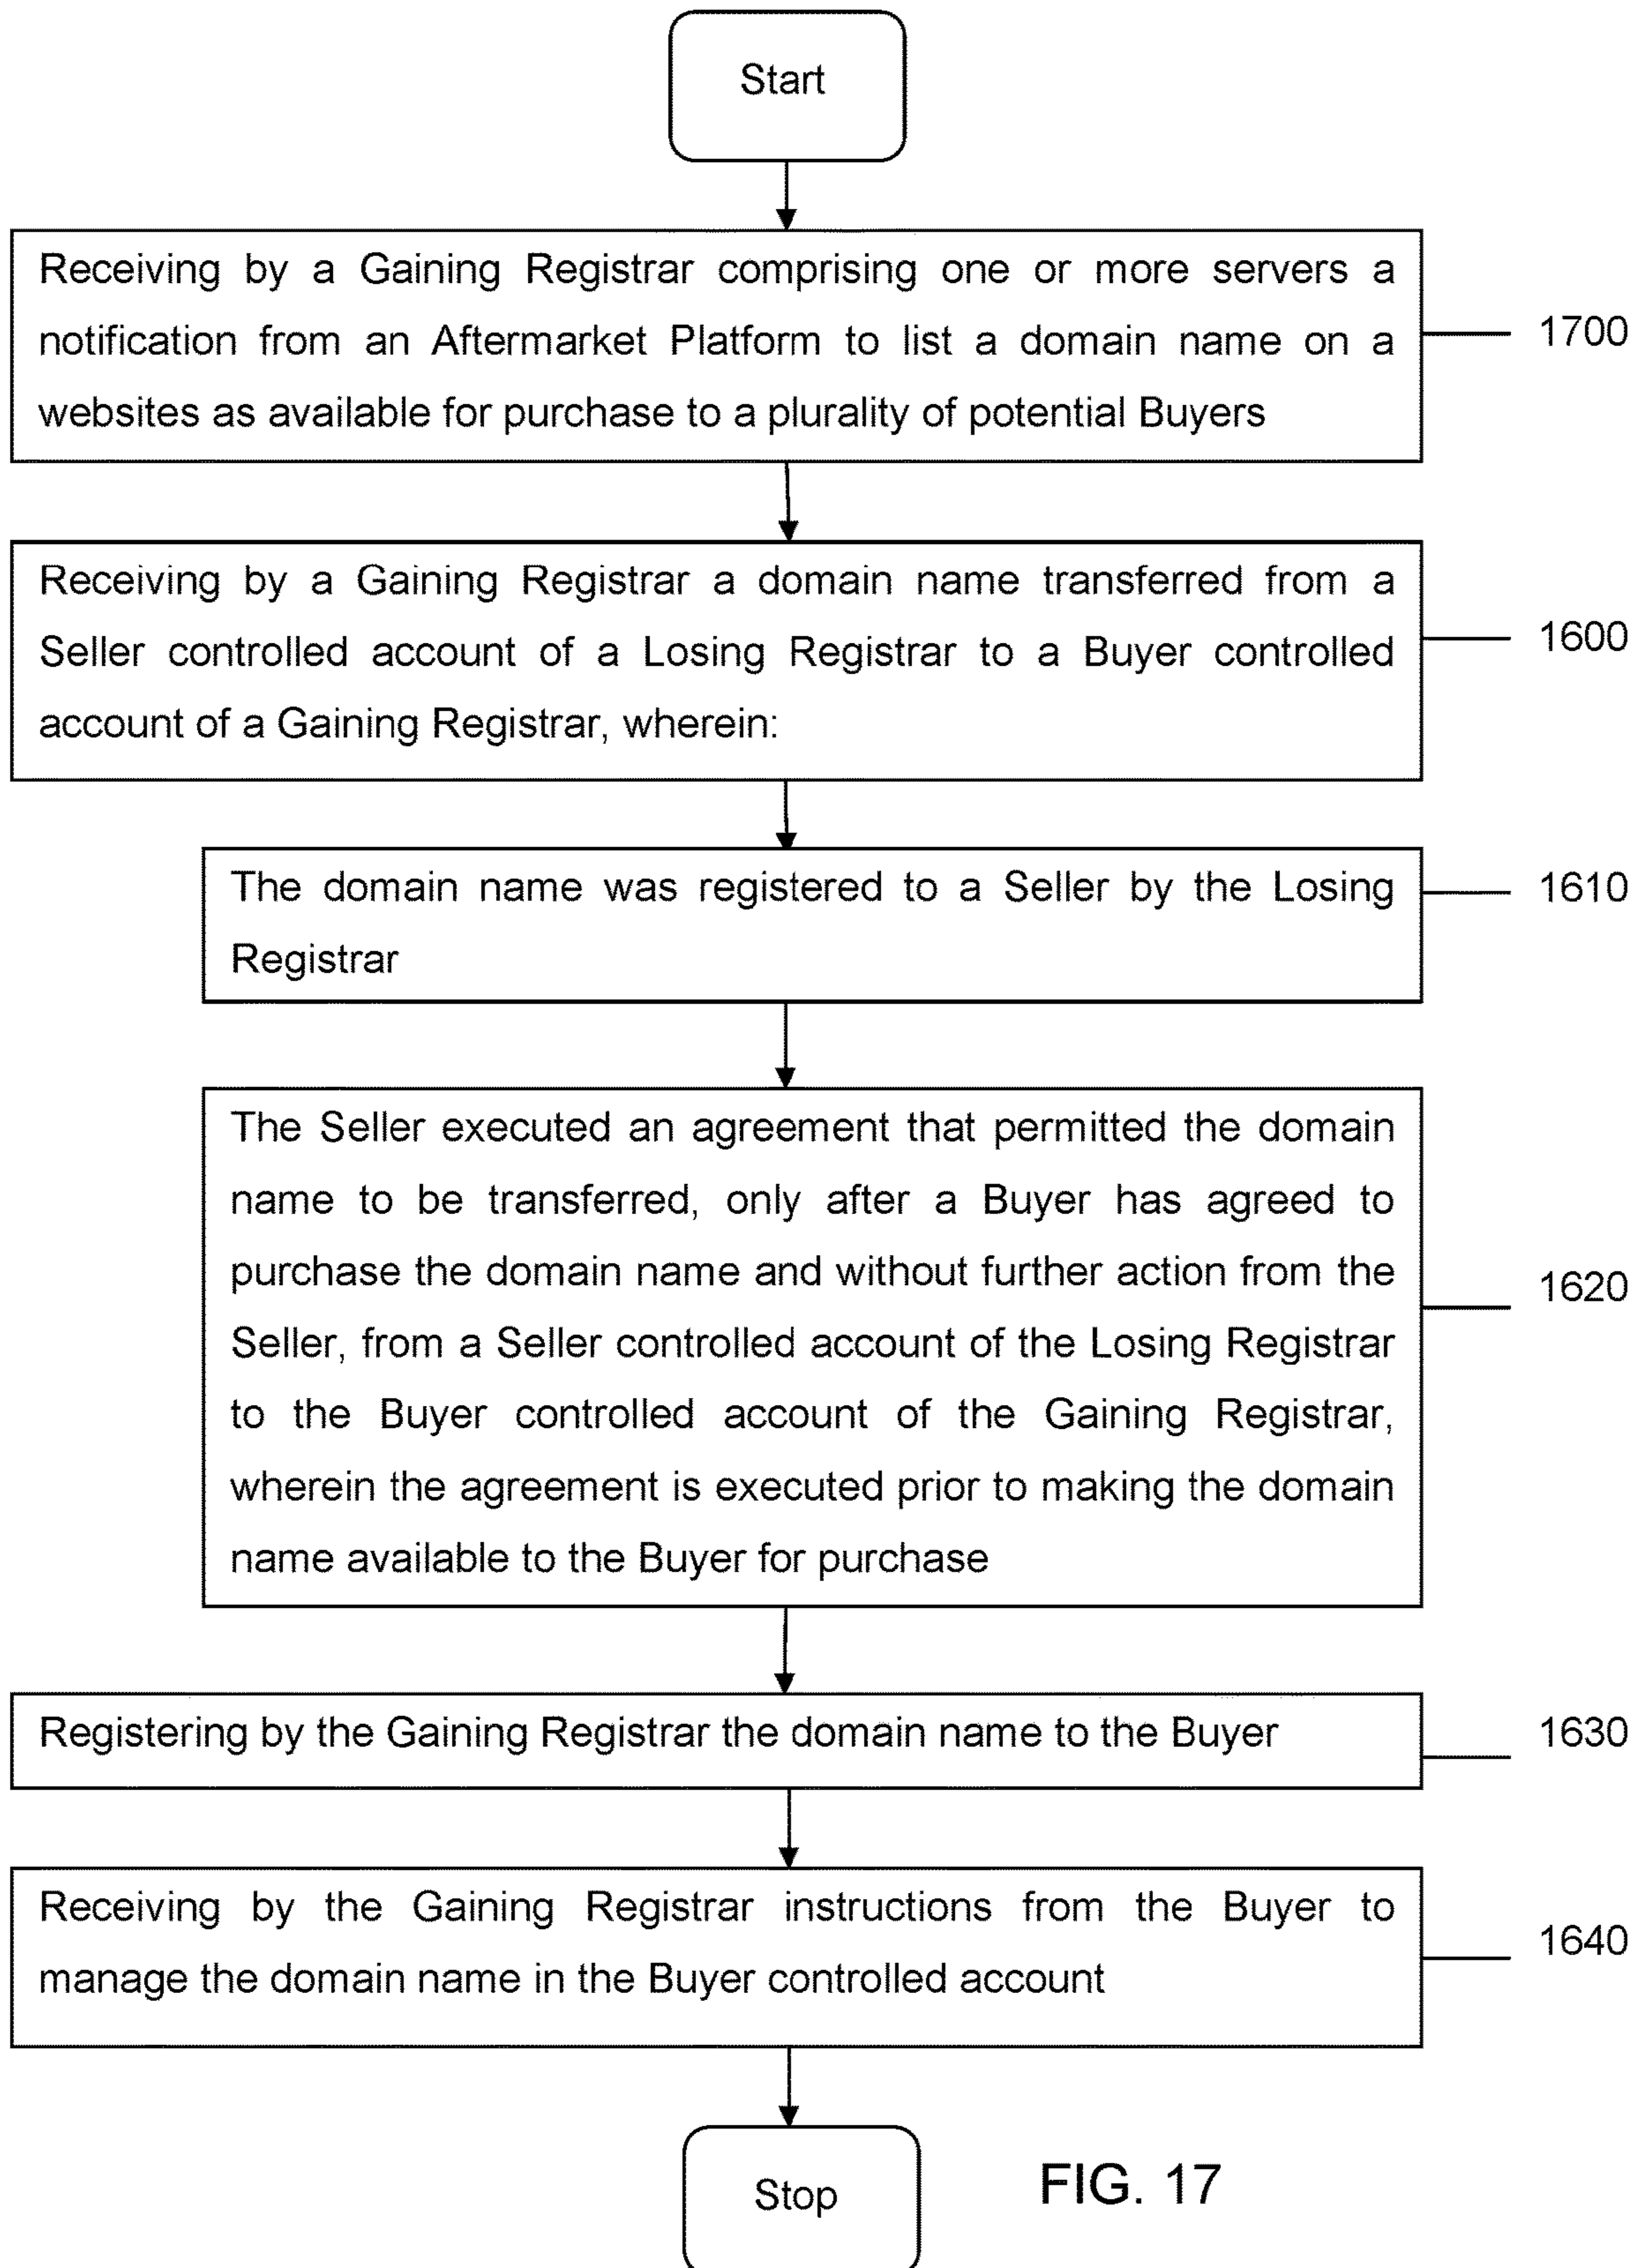 Start
Receiving by a Gaining Registrar comprising one or more servers a
notification from an Aftermarket Platform to list a domain name on a
websites as available for purchase to a plurality of potential Buyers
1700
Receiving by a Gaining Registrar a domain name transferred from a
Seller controlled account of a Losing Registrar to a Buyer controlled
account of a Gaining Registrar, wherein:
1600
The domain name was registered to a Seller by the Losing
Registrar
1610
The Seller executed an agreement that permitted the domain
name to be transferred, only after a Buyer has agreed to
purchase the domain name and without further action from the
Seller, from a Seller controlled account of the Losing Registrar
to the Buyer controlled account of the Gaining Registrar,
wherein the agreement is executed prior to making the domain
name available to the Buyer for purchase
1620
Registering by the Gaining Registrar the domain name to the Buyer
1630
Receiving by the Gaining Registrar instructions from the Buyer to
manage the domain name in the Buyer controlled account
1640
Stop
FIG. 17